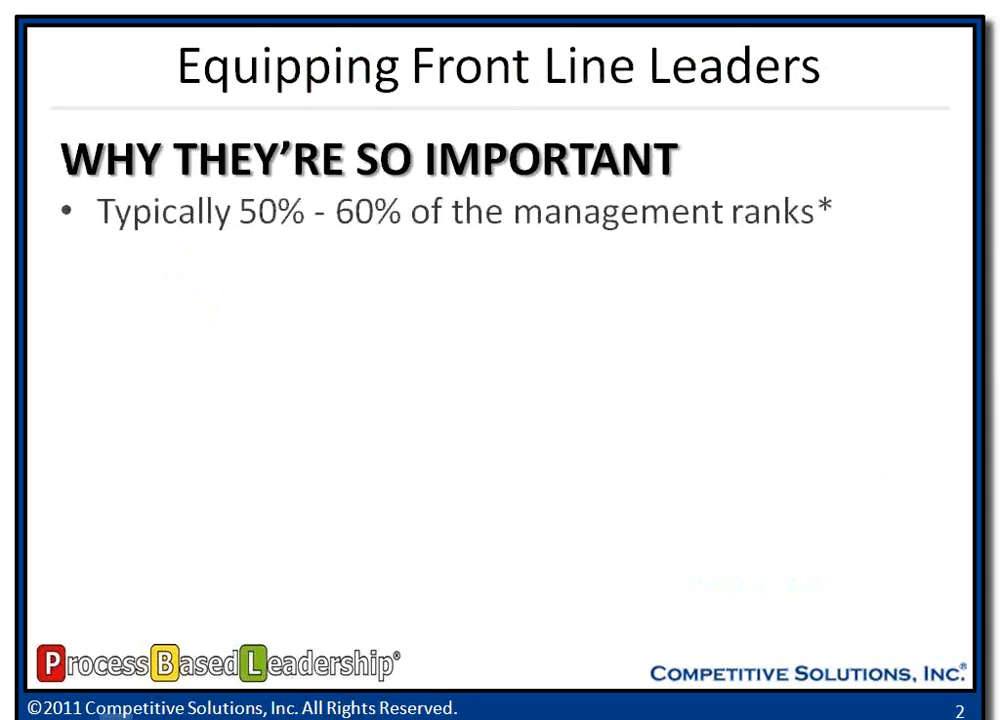 Equipping Front Line Leaders
WHY THEY'RE SO IMPORTANT
• Typically 50% - 60% of the management ranks*
ProcessBasedLeadership®
COMPETITIVE SOLUTIONS, INC.®
©2011 Competitive Solutions, Inc. All Rights Reserved.
2